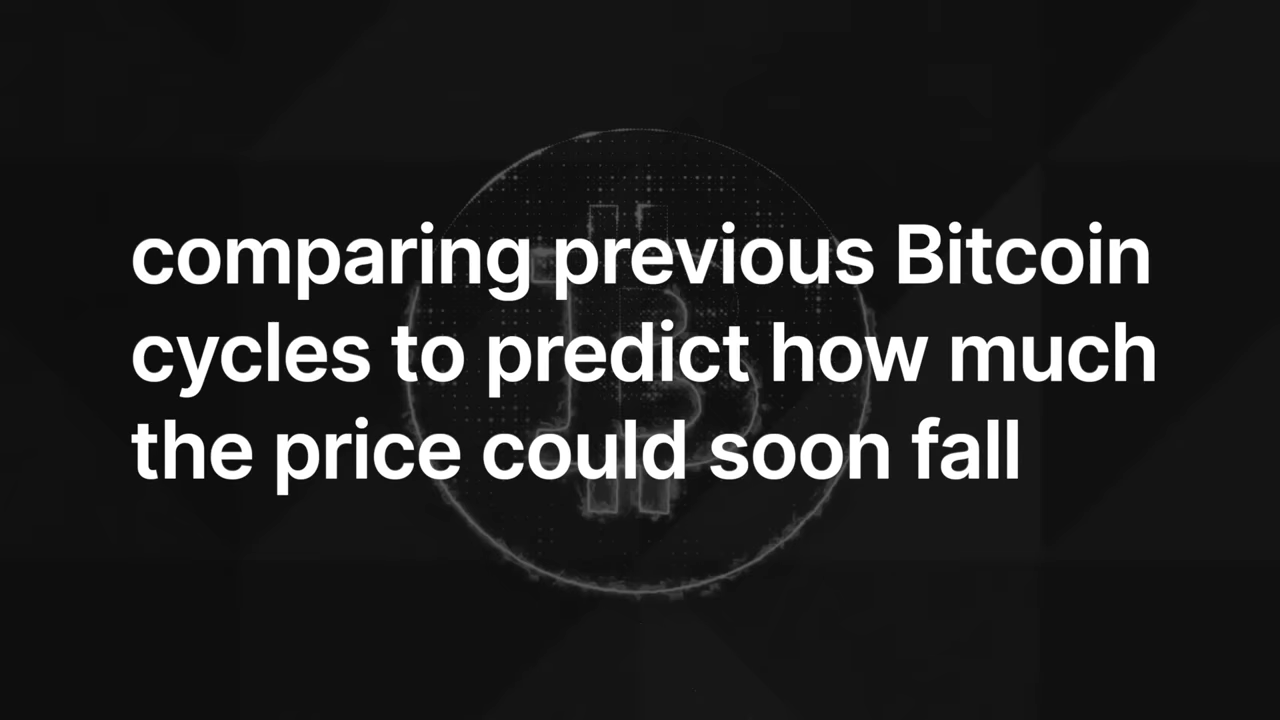 comparing previous Bitcoin
cycles to predict how much
the price could soon fall